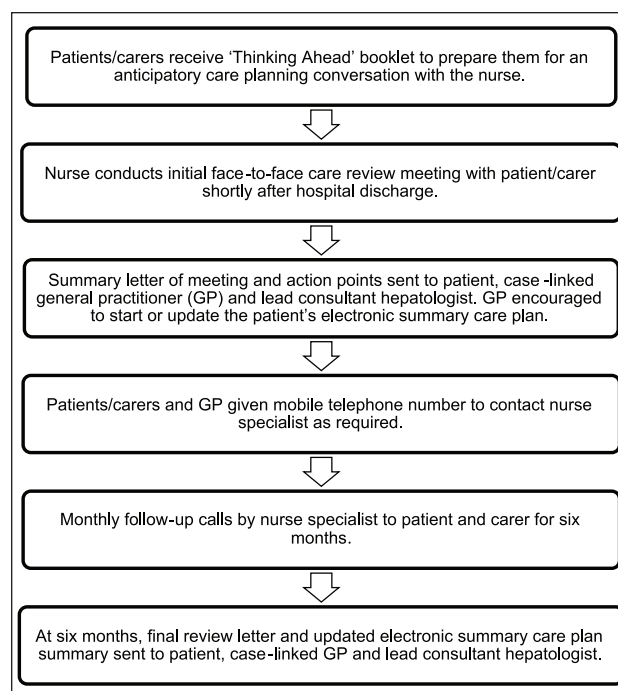 Patients/carers receive ‘Thinking Ahead’ booklet to prepare them for an
anticipatory care planning conversation with the nurse.
Nurse conducts initial face-to-face care review meeting with patient/carer
shortly after hospital discharge.
Summary letter of meeting and action points sent to patient, case -linked
general practitioner (GP) and lead consultant hepatologist. GP encouraged
to start or update the patient’s electronic summary care plan.
Patients/carers and GP given mobile telephone number to contact nurse
specialist as required.
Monthly follow-up calls by nurse specialist to patient and carer for six
months.
At six months, final review letter and updated electronic summary care plan
summary sent to patient, case-linked GP and lead consultant hepatologist.